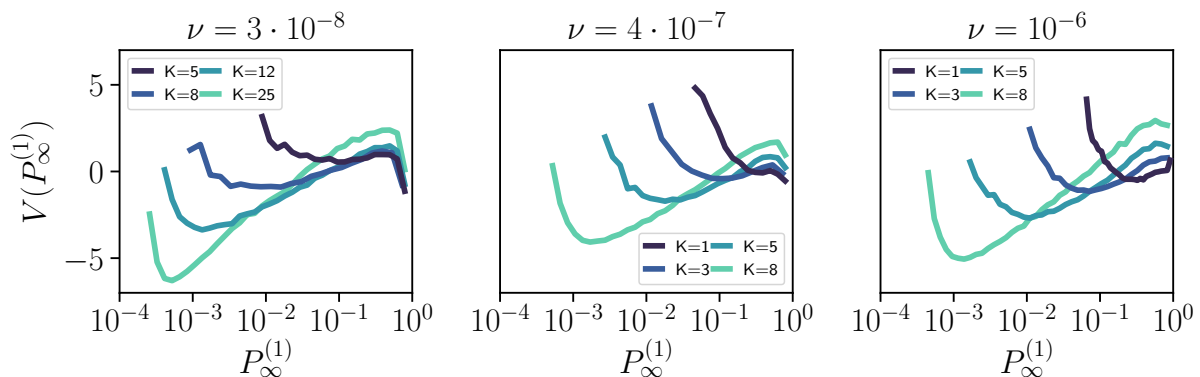 ν = 3 · 10⁻⁸
ν = 4 · 10⁻⁷
ν = 10⁻⁶
V(P∞⁽¹⁾)
5
0
−5
K=5 K=12
K=8 K=25
K=1 K=5
K=3 K=8
K=1 K=5
K=3 K=8
10⁻⁴ 10⁻³ 10⁻² 10⁻¹ 10⁰
10⁻⁴ 10⁻³ 10⁻² 10⁻¹ 10⁰
10⁻⁴ 10⁻³ 10⁻² 10⁻¹ 10⁰
P∞⁽¹⁾
P∞⁽¹⁾
P∞⁽¹⁾